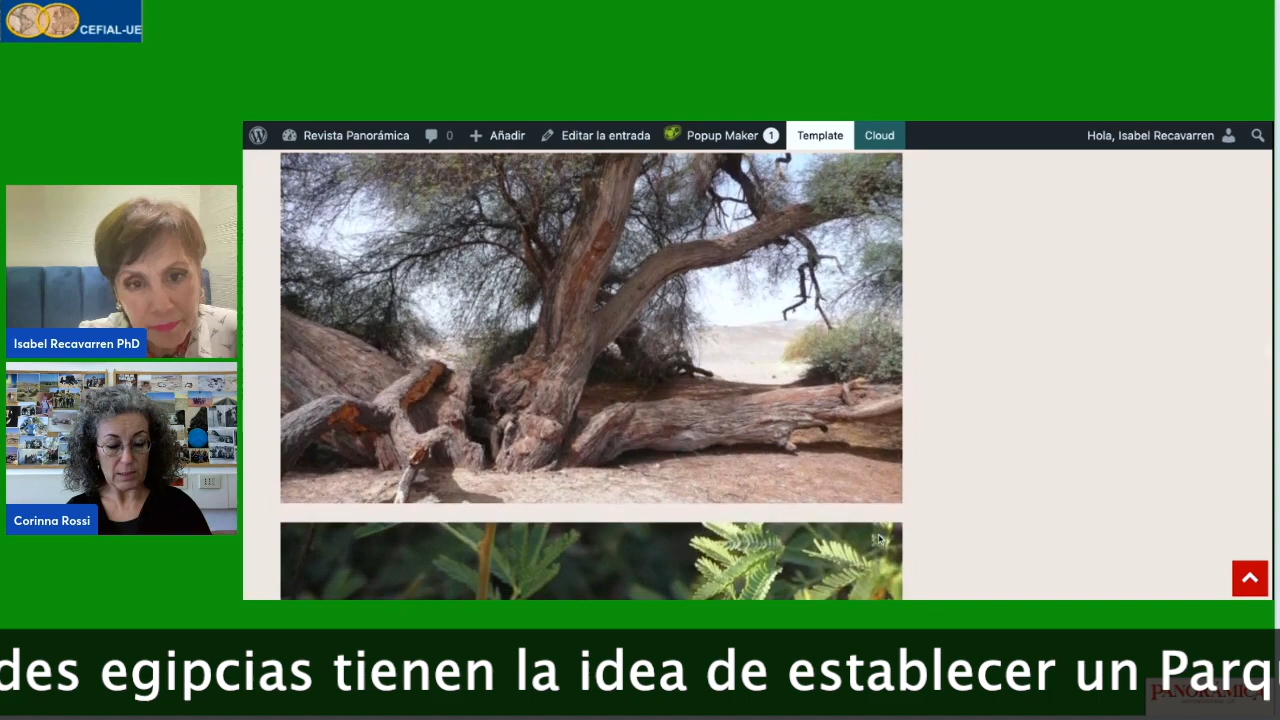 CEFIAL-UE
Revista Panorámica 0 Añadir Editar la entrada Popup Maker 1 Template Cloud Hola, Isabel Recavarren
Isabel Recavarren PhD
Corinna Rossi
des egipcias tienen la idea de establecer un Parq
PANORÁMICA